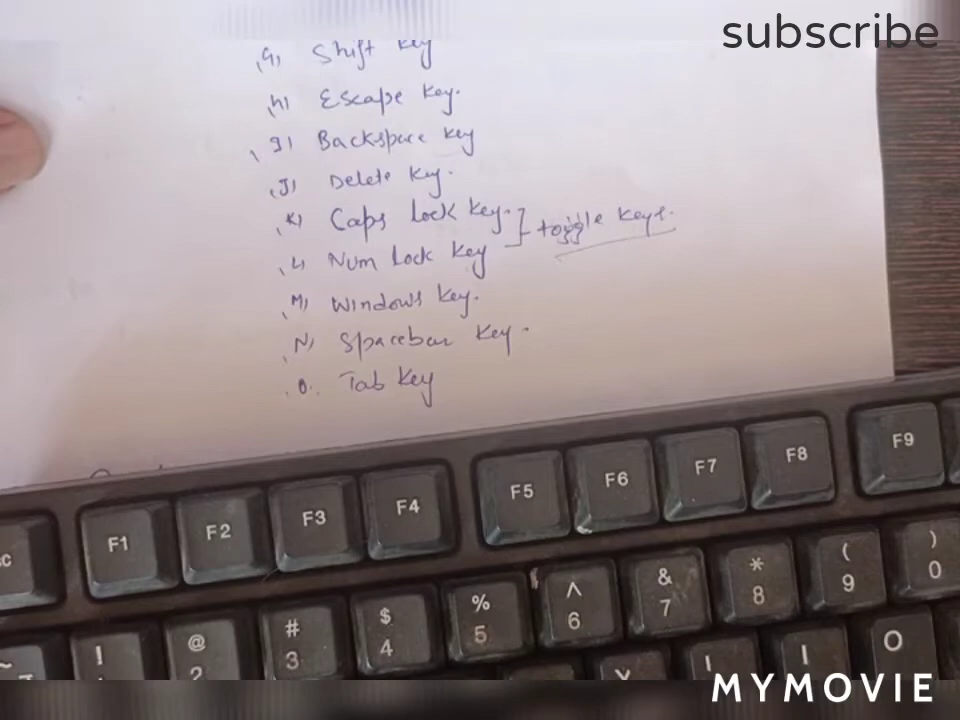 subscribe
(G) Shift key
(h) Escape key.
(I) Backspace key
(J) Delete key.
(K) Caps lock key. ] toggle keys.
(L) Num lock key
(M) Windows key.
(N) Spacebar key.
O. Tab key
F1 F2 F3 F4 F5 F6 F7 F8 F9
! @ # $ % ^ & * ( )
2 3 4 5 6 7 8 9 0
I O
MYMOVIE